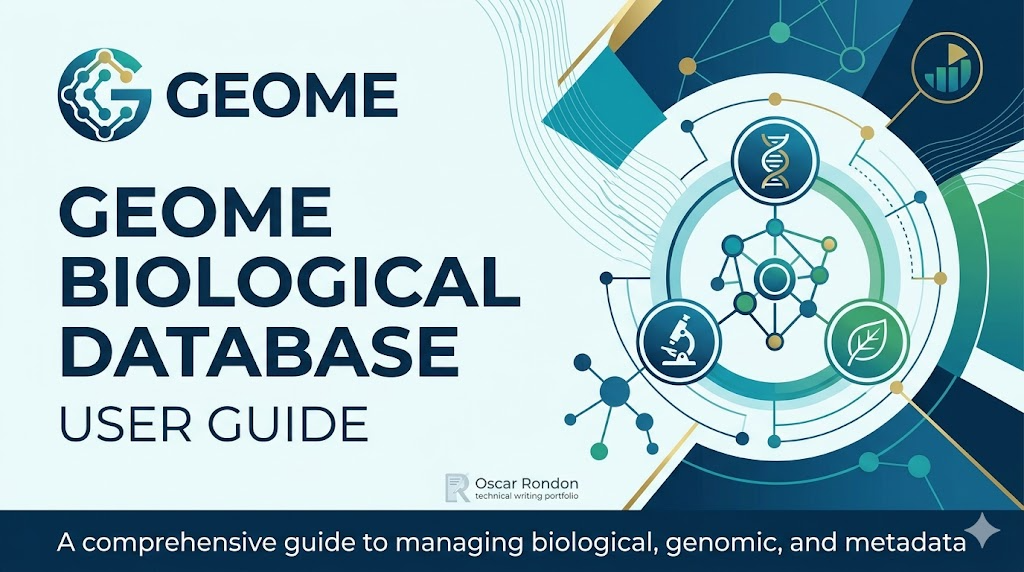 GEOME
GEOME
BIOLOGICAL
DATABASE
USER GUIDE
Oscar Rondon
technical writing portfolio
A comprehensive guide to managing biological, genomic, and metadata